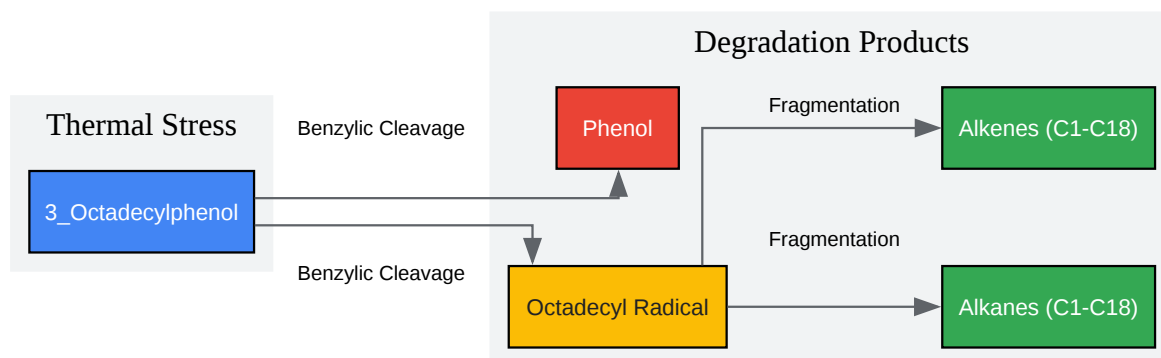 Degradation Products
Thermal Stress
Benzylic Cleavage
Phenol
Fragmentation
Alkenes (C1-C18)
3_Octadecylphenol
Benzylic Cleavage
Octadecyl Radical
Fragmentation
Alkanes (C1-C18)